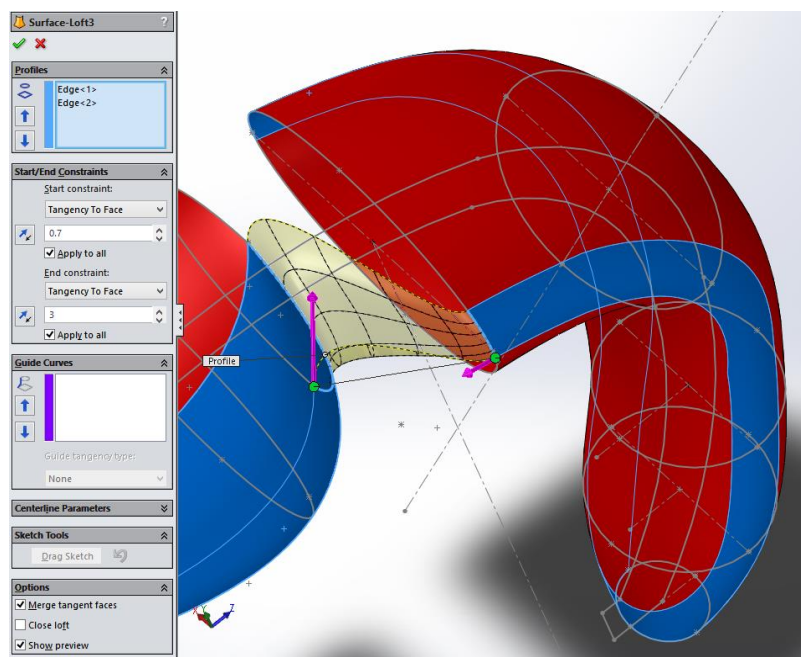 Surface-Loft3
?
Profiles
Edge<1>
Edge<2>
Start/End Constraints
Start constraint:
Tangency To Face
0.7
Apply to all
End constraint:
Tangency To Face
3
Apply to all
Guide Curves
Guide tangency type:
None
Centerline Parameters
Sketch Tools
Drag Sketch
Options
Merge tangent faces
Close loft
Show preview
Profile
X
Y
Z